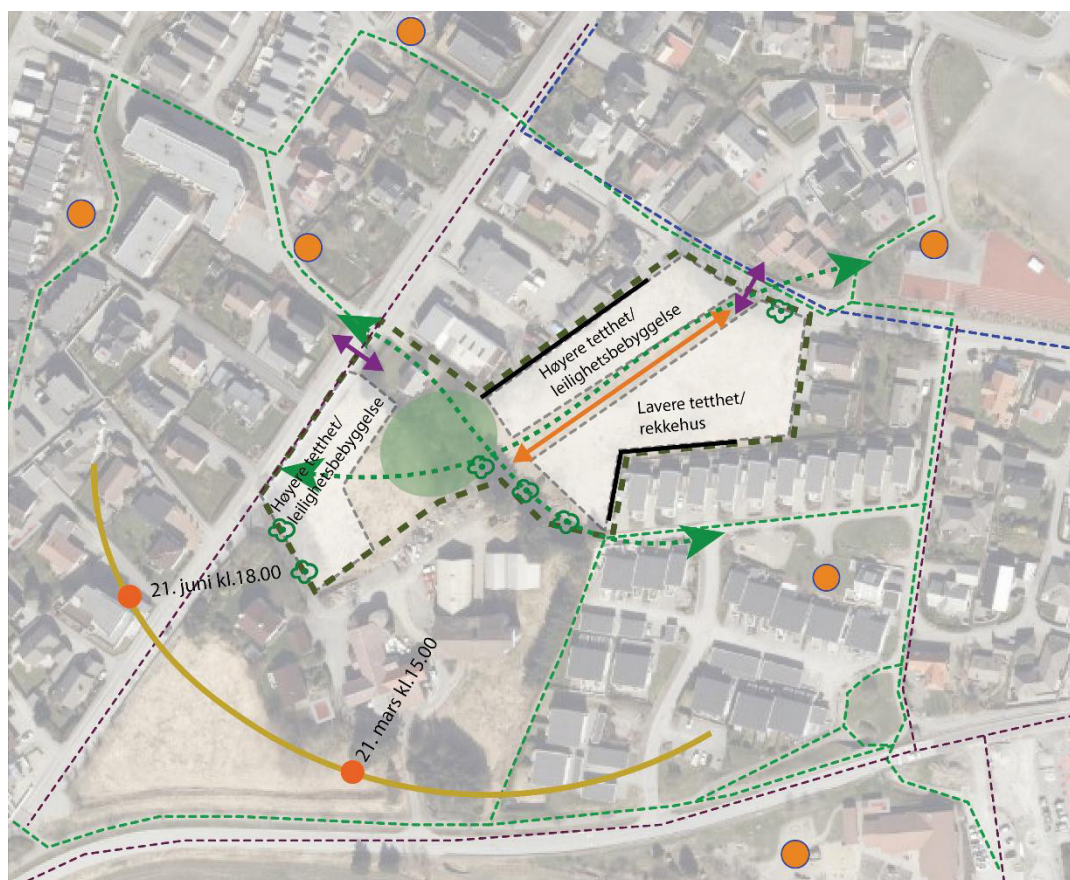 Høyere tetthet/
leilighetsbebyggelse
Lavere tetthet/
rekkehus
Høyere tetthet/
leilighetsbebyggelse
21. juni kl.18.00
21. mars kl.15.00